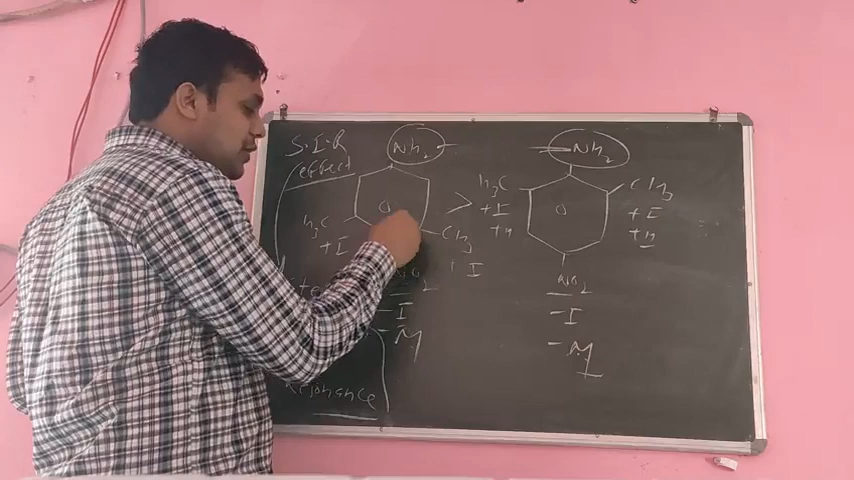 S.I.R
effect
NH2
H3C
+I
CH3
+I
NO2
-I
-M
>
NH2
H3C
+I
+M
CH3
+I
+M
NO2
-I
-M
Resonance